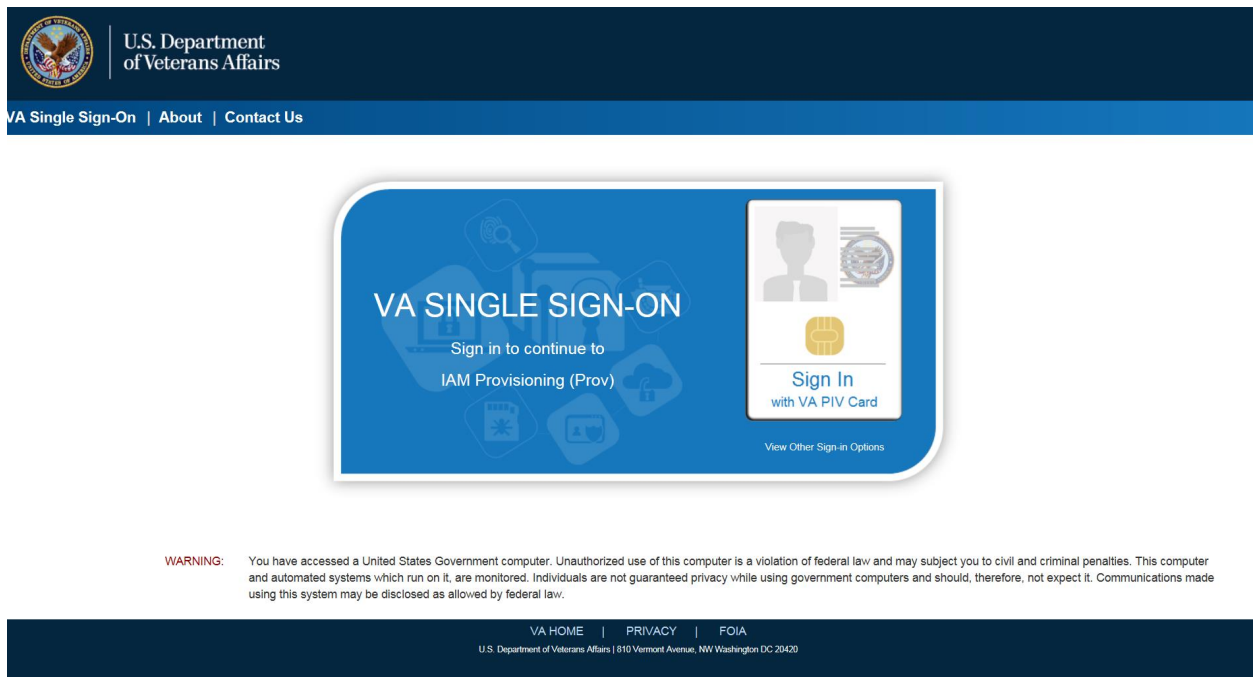 U.S. Department
of Veterans Affairs
VA Single Sign-On | About | Contact Us
VA SINGLE SIGN-ON
Sign in to continue to
IAM Provisioning (Prov)
Sign In
with VA PIV Card
View Other Sign-in Options
WARNING: You have accessed a United States Government computer. Unauthorized use of this computer is a violation of federal law and may subject you to civil and criminal penalties. This computer
and automated systems which run on it, are monitored. Individuals are not guaranteed privacy while using government computers and should, therefore, not expect it. Communications made
using this system may be disclosed as allowed by federal law.
VA HOME | PRIVACY | FOIA
U.S. Department of Veterans Affairs | 810 Vermont Avenue, NW Washington DC 20420